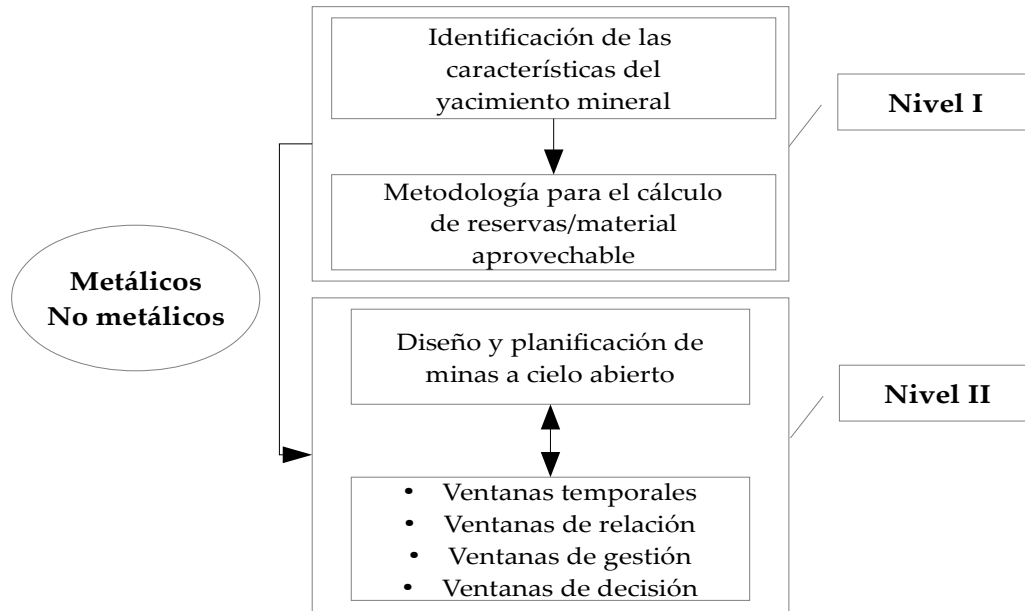 Identificación de las
características del
yacimiento mineral
Nivel I
Metodología para el cálculo
de reservas/material
aprovechable
Metálicos
No metálicos
Diseño y planificación de
minas a cielo abierto
Nivel II
• Ventanas temporales
• Ventanas de relación
• Ventanas de gestión
• Ventanas de decisión